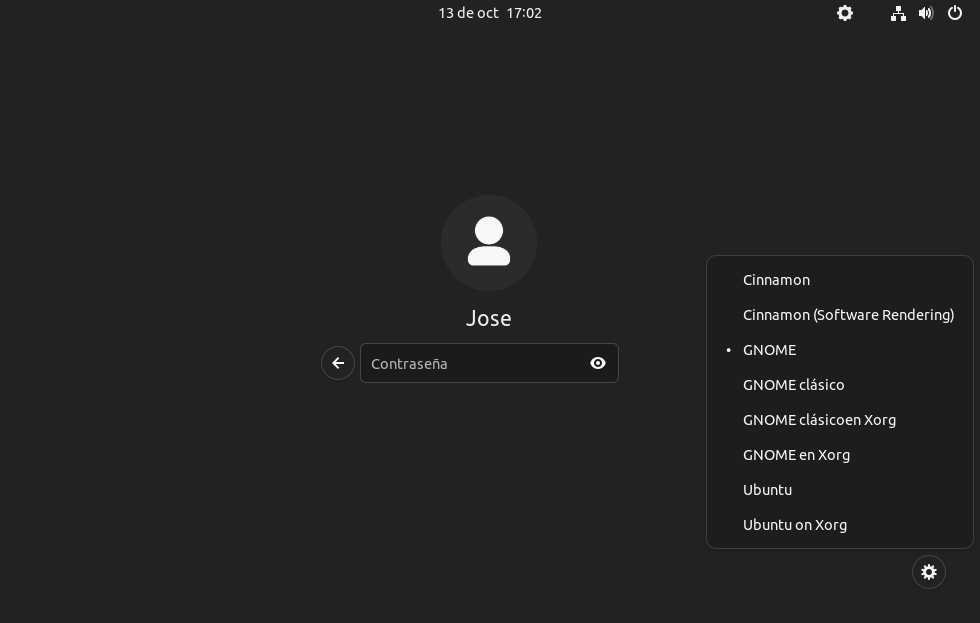 13 de oct 17:02
Jose
Contraseña
Cinnamon
Cinnamon (Software Rendering)
• GNOME
GNOME clásico
GNOME clásicoen Xorg
GNOME en Xorg
Ubuntu
Ubuntu on Xorg